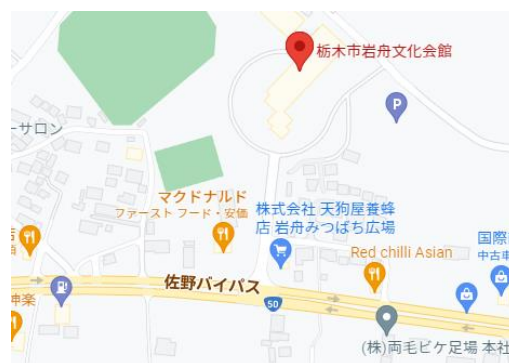 栃木市岩舟文化会館
P
ーサロン
マクドナルド
ファースト フード・安価
株式会社 天狗屋養蜂
店 岩舟みつばち広場
Red chilli Asian
国際
中古車
佐野バイパス
50
神楽
(株)両毛ビケ足場 本社